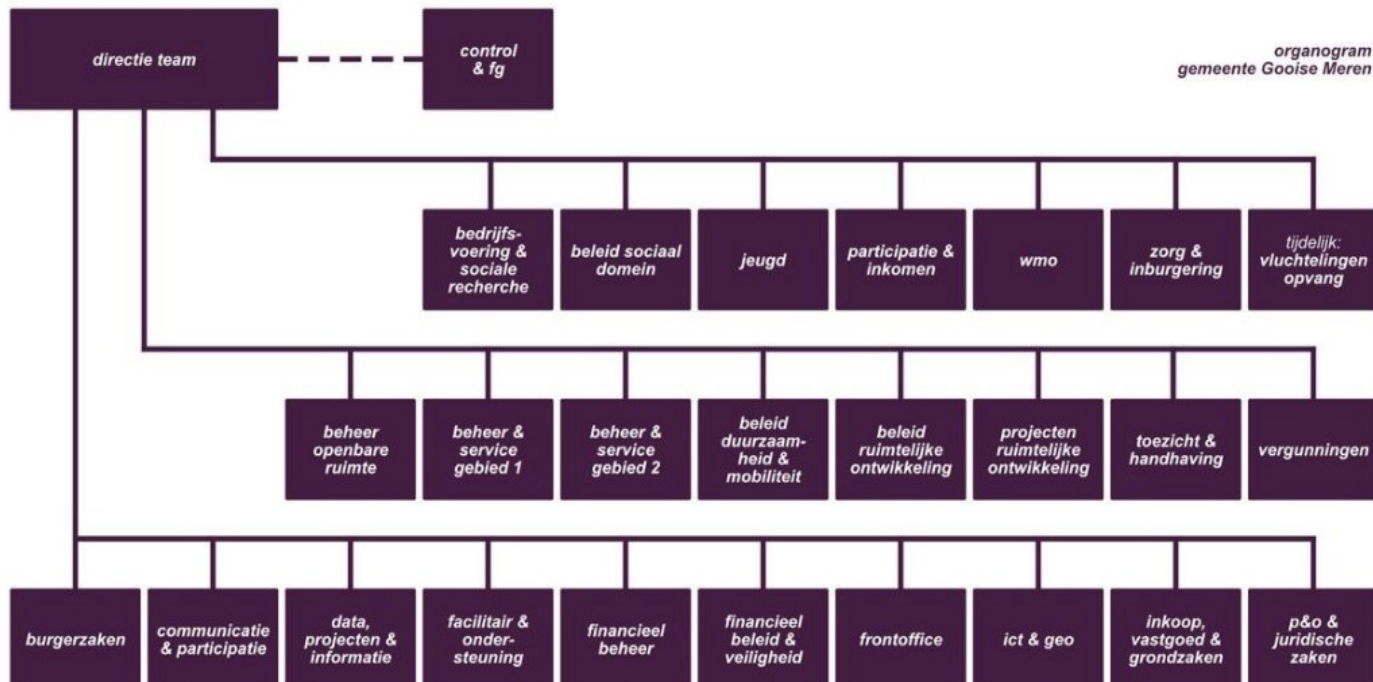 directie team
control
& fg
organogram
gemeente Gooise Meren
bedrijfs-
voering &
sociale
recherche
beleid sociaal
domein
jeugd
participatie &
inkomen
wmo
zorg &
inburgering
tijdelijk:
vluchtelingen
opvang
beheer
openbare
ruimte
beheer &
service
gebied 1
beheer &
service
gebied 2
beleid
duurzaam-
heid &
mobiliteit
beleid
ruimtelijke
ontwikkeling
projecten
ruimtelijke
ontwikkeling
toezicht &
handhaving
vergunningen
burgerzaken
communicatie
& participatie
data,
projecten &
informatie
facilitair &
onder-
steuning
financieel
beheer
financieel
beleid &
veiligheid
frontoffice
ict & geo
inkoop,
vastgoed &
grondzaken
p&o &
juridische
zaken